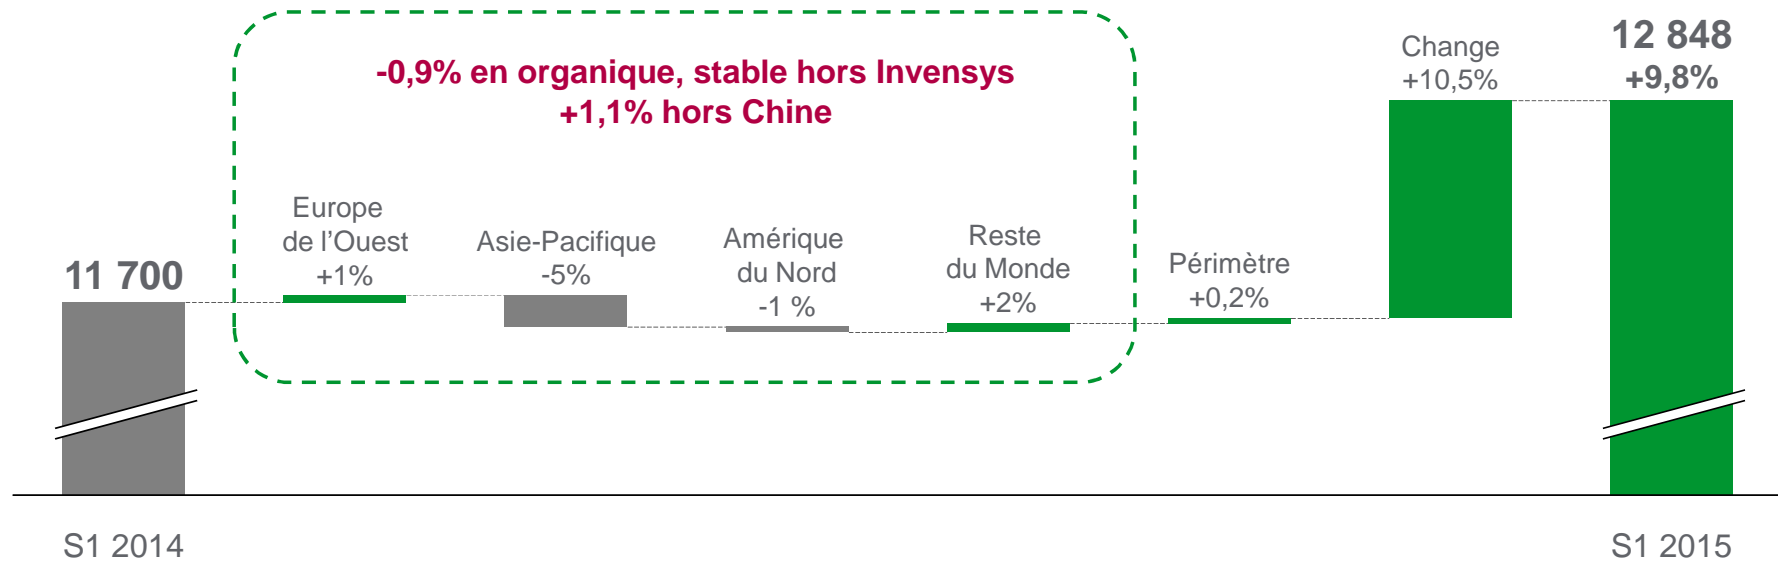 -0,9% en organique, stable hors Invensys
+1,1% hors Chine
11 700
Europe
de l’Ouest
+1%
Asie-Pacifique
-5%
Amérique
du Nord
-1 %
Reste
du Monde
+2%
Périmètre
+0,2%
Change
+10,5%
12 848
+9,8%
S1 2014
S1 2015